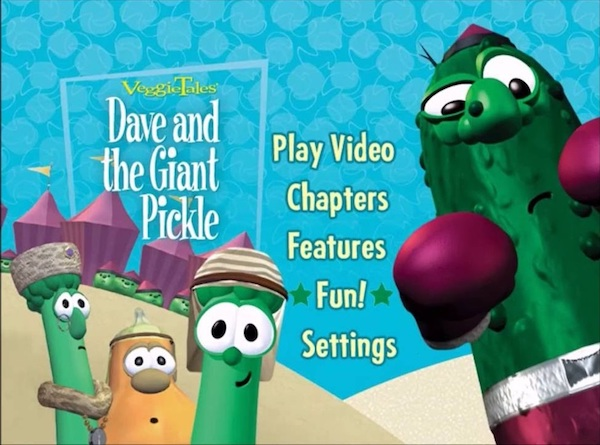 VeggieTales
Dave and
the Giant
Pickle
Play Video
Chapters
Features
Fun!
Settings